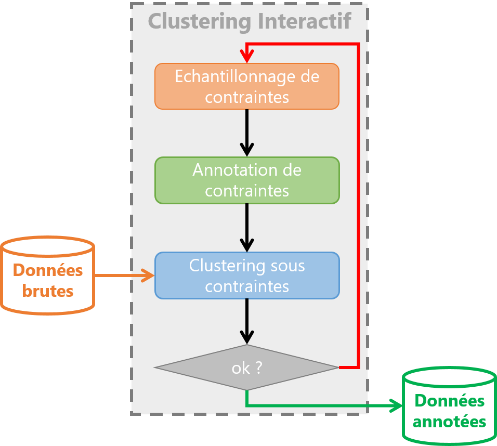 Clustering Interactif
Echantillonnage de
contraintes
Annotation de
contraintes
Données
brutes
Clustering sous
contraintes
ok ?
Données
annotées